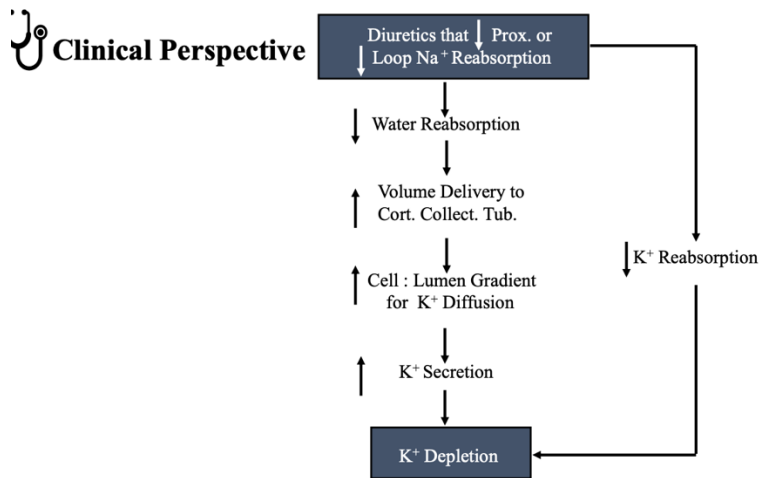 Clinical Perspective
Diuretics that ↓ Prox. or
↓ Loop Na⁺ Reabsorption
↓ Water Reabsorption
↑ Volume Delivery to
Cort. Collect. Tub.
↑ Cell : Lumen Gradient
for K⁺ Diffusion
↑ K⁺ Secretion
K⁺ Depletion
↓ K⁺ Reabsorption